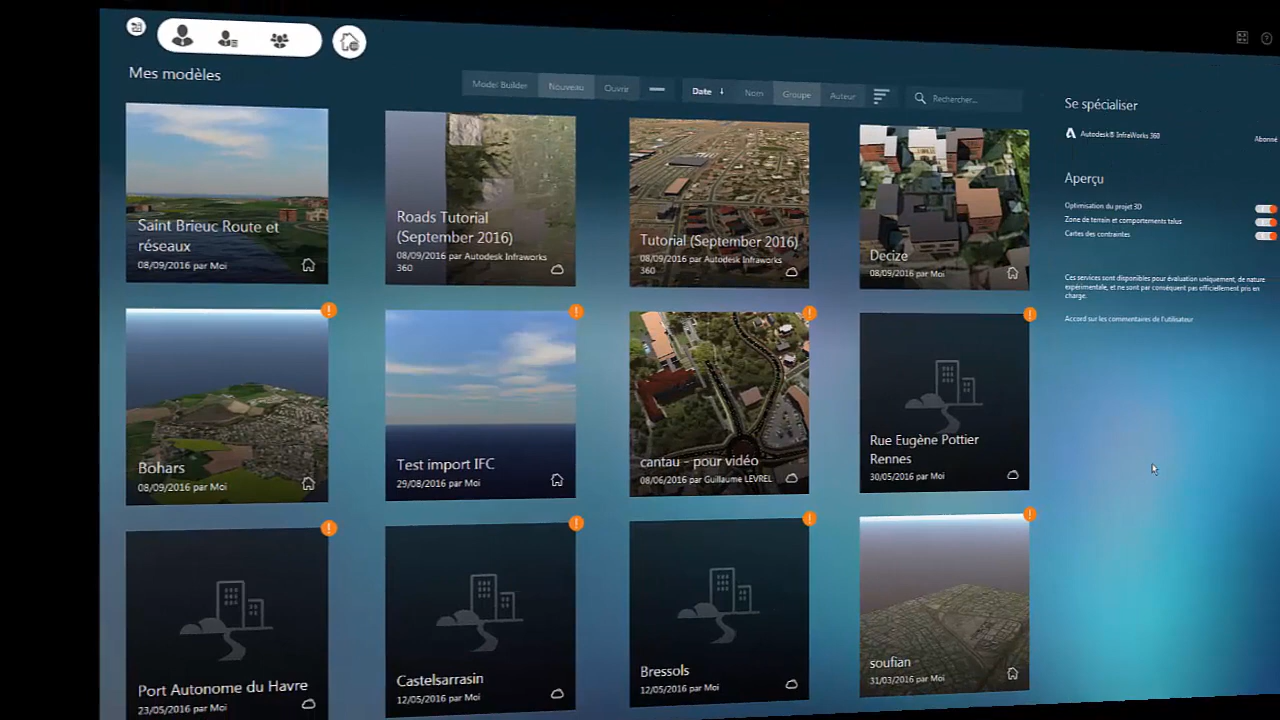 Mes modèles
Model Builder
Nouveau
Ouvrir
Date ↓
Nom
Groupe
Auteur
Rechercher...
Saint Brieuc Route et
réseaux
08/09/2016 par Moi
Roads Tutorial
(September 2016)
08/09/2016 par Autodesk Infraworks
360
Tutorial (September 2016)
08/09/2016 par Autodesk Infraworks
360
Decize
08/09/2016 par Moi
Bohars
08/09/2016 par Moi
Test import IFC
29/08/2016 par Moi
cantau - pour vidéo
08/06/2016 par Guillaume LEVREL
Rue Eugène Pottier
Rennes
30/05/2016 par Moi
Port Autonome du Havre
23/05/2016 par Moi
Castelsarrasin
12/05/2016 par Moi
Bressols
12/05/2016 par Moi
soufian
31/03/2016 par Moi
Se spécialiser
Autodesk® InfraWorks 360
Abonné
Aperçu
Optimisation du projet 3D
Zone de terrain et comportements talus
Cartes des contraintes
Ces services sont disponibles pour évaluation uniquement, de nature
expérimentale, et ne sont par conséquent pas officiellement pris en
charge.
Accord sur les commentaires de l'utilisateur